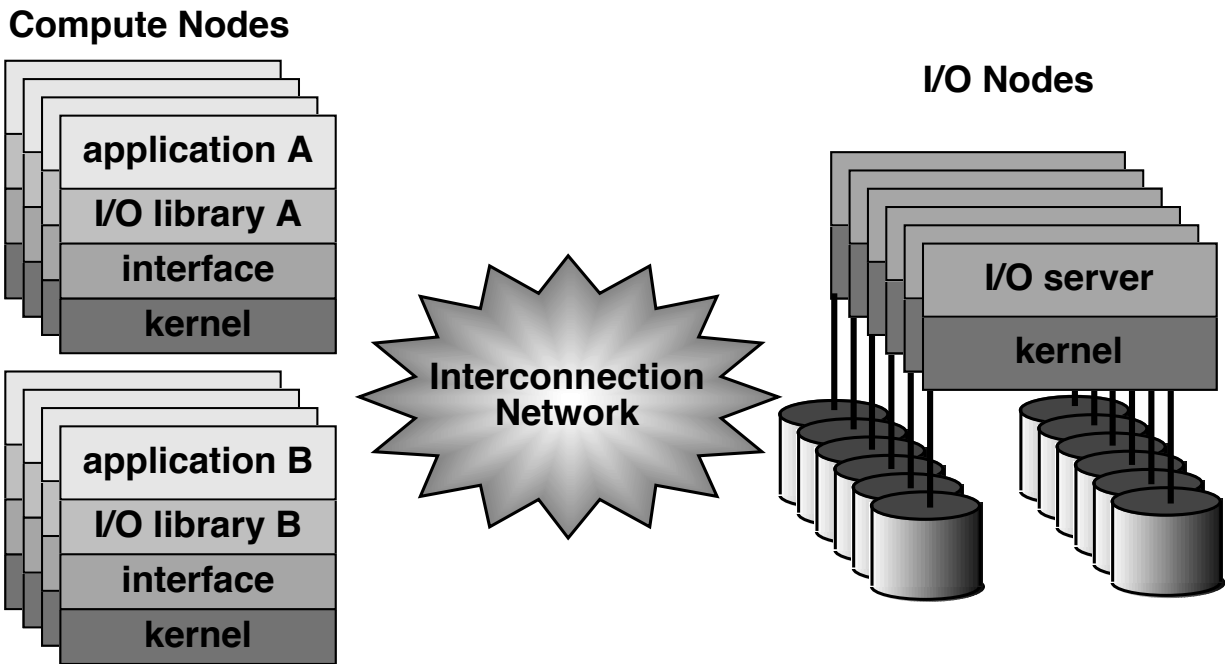 Compute Nodes
application A
I/O library A
interface
kernel
application B
I/O library B
interface
kernel
Interconnection
Network
I/O Nodes
I/O server
kernel